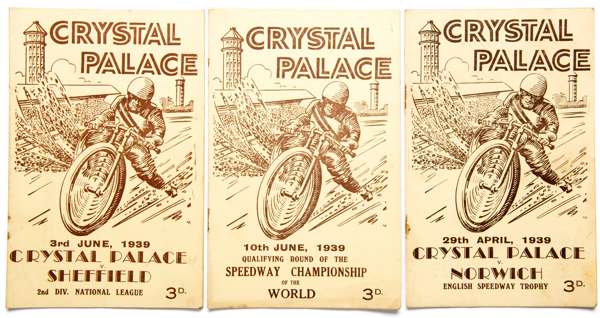 CRYSTAL
PALACE
3rd JUNE, 1939
CRYSTAL PALACE
v
SHEFFIELD
2nd DIV. NATIONAL LEAGUE
3D.
CRYSTAL
PALACE
10th JUNE, 1939
QUALIFYING ROUND OF THE
SPEEDWAY CHAMPIONSHIP
OF THE
WORLD
3D.
CRYSTAL
PALACE
29th APRIL, 1939
CRYSTAL PALACE
v
NORWICH
ENGLISH SPEEDWAY TROPHY
3D.